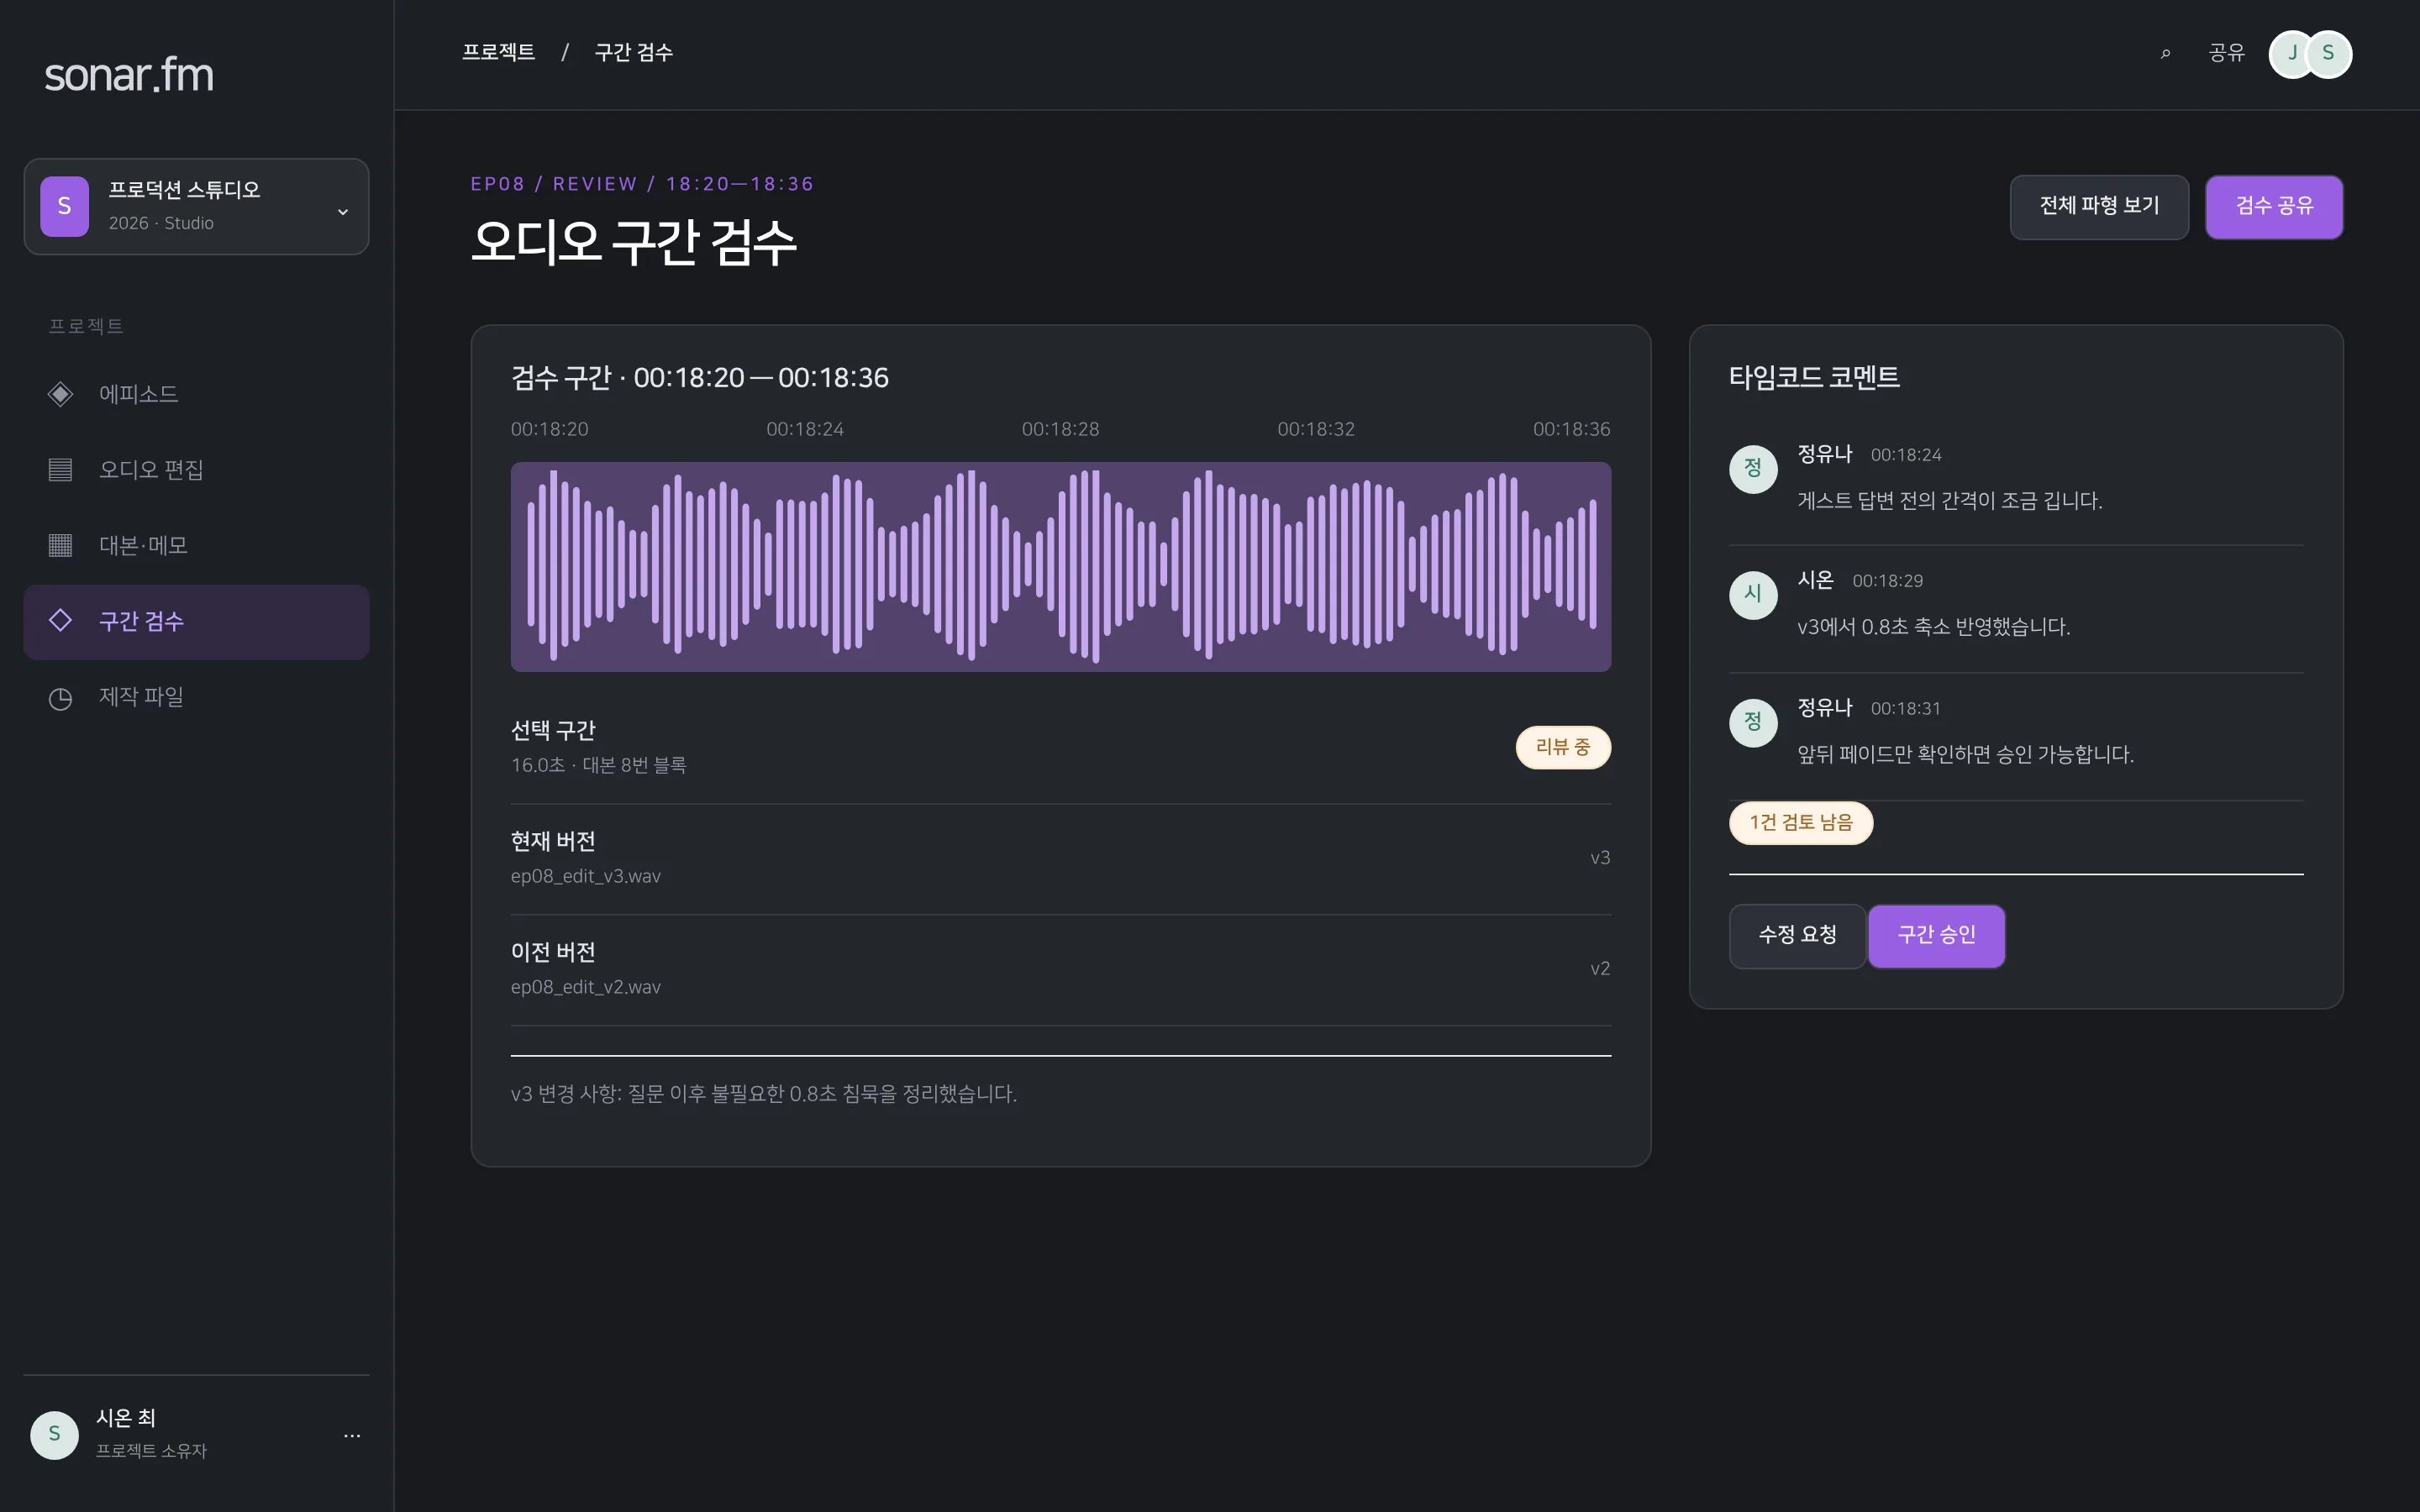 sonar.fm
S
프로덕션 스튜디오
2026 · Studio
프로젝트
에피소드
오디오 편집
대본·메모
구간 검수
제작 파일
S
시온 최
프로젝트 소유자
...
프로젝트 / 구간 검수
공유
J
S
EP08 / REVIEW / 18:20—18:36
오디오 구간 검수
전체 파형 보기
검수 공유
검수 구간 · 00:18:20 — 00:18:36
00:18:20 00:18:24 00:18:28 00:18:32 00:18:36
선택 구간
16.0초 · 대본 8번 블록
리뷰 중
현재 버전
ep08_edit_v3.wav
v3
이전 버전
ep08_edit_v2.wav
v2
v3 변경 사항: 질문 이후 불필요한 0.8초 침묵을 정리했습니다.
타임코드 코멘트
정
정유나 00:18:24
게스트 답변 전의 간격이 조금 깁니다.
시
시온 00:18:29
v3에서 0.8초 축소 반영했습니다.
정
정유나 00:18:31
앞뒤 페이드만 확인하면 승인 가능합니다.
1건 검토 남음
수정 요청
구간 승인